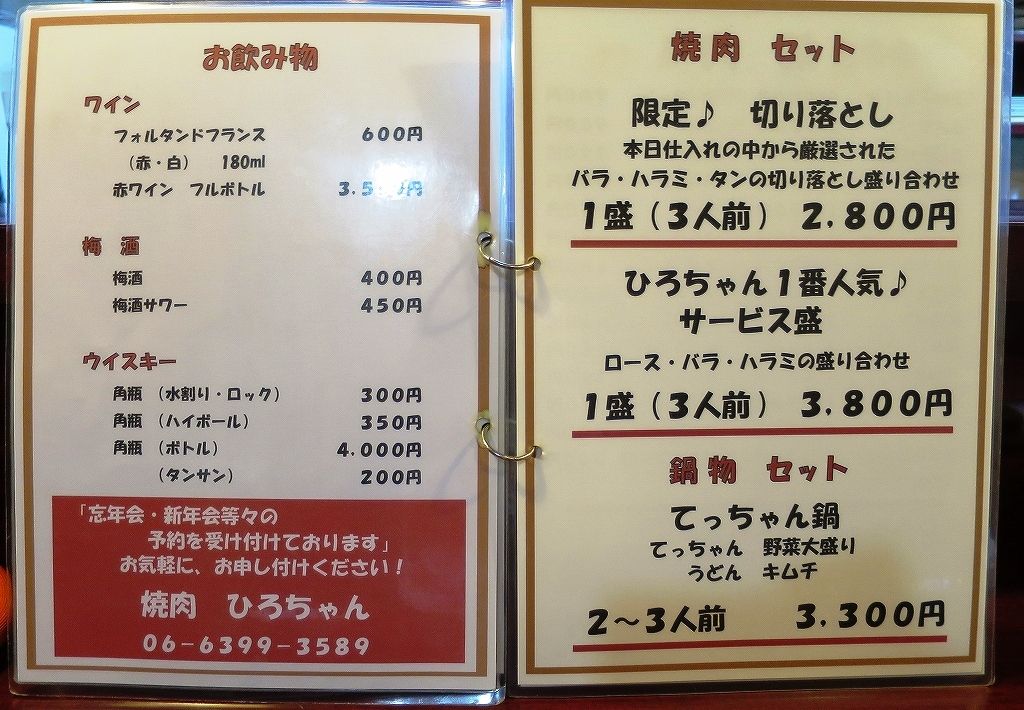 お飲み物
ワイン
フォルタンドフランス 600円
（赤・白） 180ml
赤ワイン フルボトル
梅酒
梅酒 400円
梅酒サワー 450円
ウイスキー
角瓶（水割り・ロック） 300円
角瓶（ハイボール） 350円
角瓶（ボトル） 4,000円
（タンサン） 200円
「忘年会・新年会等々の
予約を受け付けております」
お気軽に、お申し付けください！
焼肉 ひろちゃん
06-6399-3589
焼肉 セット
限定♪ 切り落とし
本日仕入れの中から厳選された
バラ・ハラミ・タンの切り落とし盛り合わせ
1盛（3人前） 2,800円
ひろちゃん1番人気♪
サービス盛
ロース・バラ・ハラミの盛り合わせ
1盛（3人前） 3,800円
鍋物 セット
てっちゃん鍋
てっちゃん 野菜大盛り
うどん キムチ
2〜3人前 3,300円